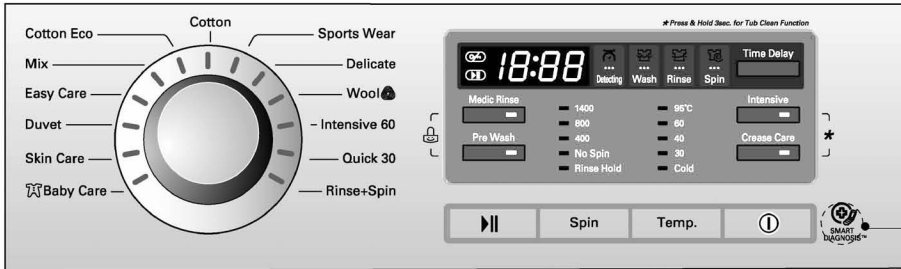 Cotton
Cotton Eco
Sports Wear
Mix
Delicate
Easy Care
Wool
Duvet
Intensive 60
Skin Care
Quick 30
Baby Care
Rinse+Spin
*Press & Hold 3sec. for Tub Clean Function
18:88
Detecting
Wash
Rinse
Spin
Time Delay
Medic Rinse
Pre Wash
1400
800
400
No Spin
Rinse Hold
95°C
60
40
30
Cold
Intensive
Crease Care
*
Spin
Temp.
SMART
DIAGNOSIS™